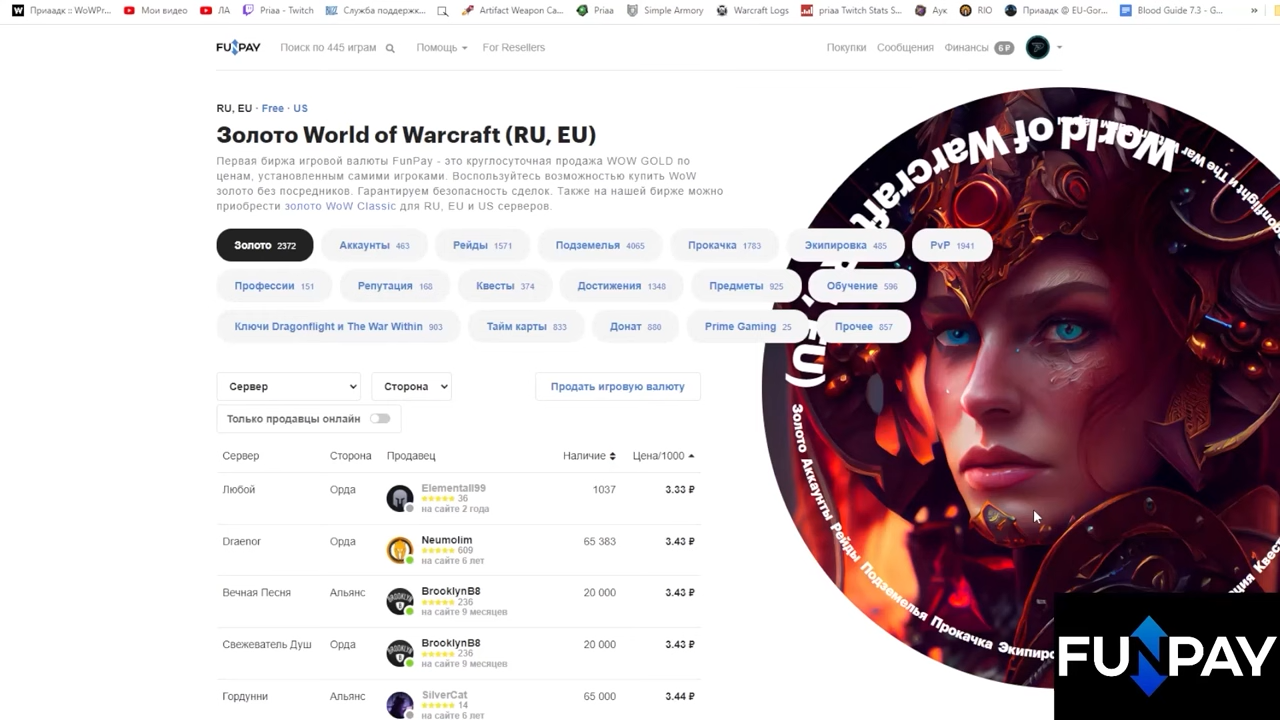 Приаадк :: WoWPr...
Мои видео
ЛА
Priaa - Twitch
Служба поддержк...
Artifact Weapon Ca...
Priaa
Simple Armory
Warcraft Logs
priaa Twitch Stats S...
Аук
RIO
Приаадк @ EU-Gor...
Blood Guide 7.3 - G...
»
FUNPAY
Поиск по 445 играм
Помощь
For Resellers
Покупки
Сообщения
Финансы 6 ₽
RU, EU · Free · US
Золото World of Warcraft (RU, EU)
Первая биржа игровой валюты FunPay - это круглосуточная продажа WOW GOLD по
ценам, установленным самими игроками. Воспользуйтесь возможностью купить WoW
золото без посредников. Гарантируем безопасность сделок. Также на нашей бирже можно
приобрести золото WoW Classic для RU, EU и US серверов.
Золото 2372
Аккаунты 463
Рейды 1571
Подземелья 4065
Прокачка 1783
Экипировка 485
PvP 1941
Профессии 151
Репутация 168
Квесты 374
Достижения 1348
Предметы 925
Обучение 596
Ключи Dragonflight и The War Within 903
Тайм карты 833
Донат 880
Prime Gaming 25
Прочее 857
Сервер
Сторона
Продать игровую валюту
Только продавцы онлайн
Сервер Сторона Продавец Наличие Цена/1000
Любой Орда Elementall99 1037 3.33 ₽
36
на сайте 2 года
Draenor Орда Neumolim 65 383 3.43 ₽
609
на сайте 6 лет
Вечная Песня Альянс BrooklynB8 20 000 3.43 ₽
236
на сайте 9 месяцев
Свежеватель Душ Орда BrooklynB8 20 000 3.43 ₽
236
на сайте 9 месяцев
Гордунни Альянс SilverCat 65 000 3.44 ₽
14
на сайте 6 лет
World of Warcraft
EU)
Золото Аккаунты Рейды Подземелья Прокачка Экипиро
FUNPAY